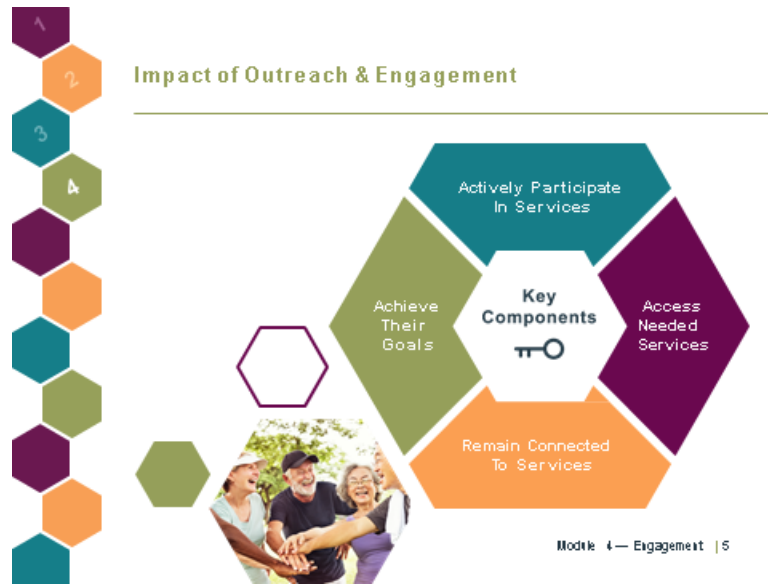 1
2
3
4
Impact of Outreach & Engagement
Actively Participate
In Services
Achieve
Their
Goals
Key
Components
Access
Needed
Services
Remain Connected
To Services
Module 4 — Engagement | 5